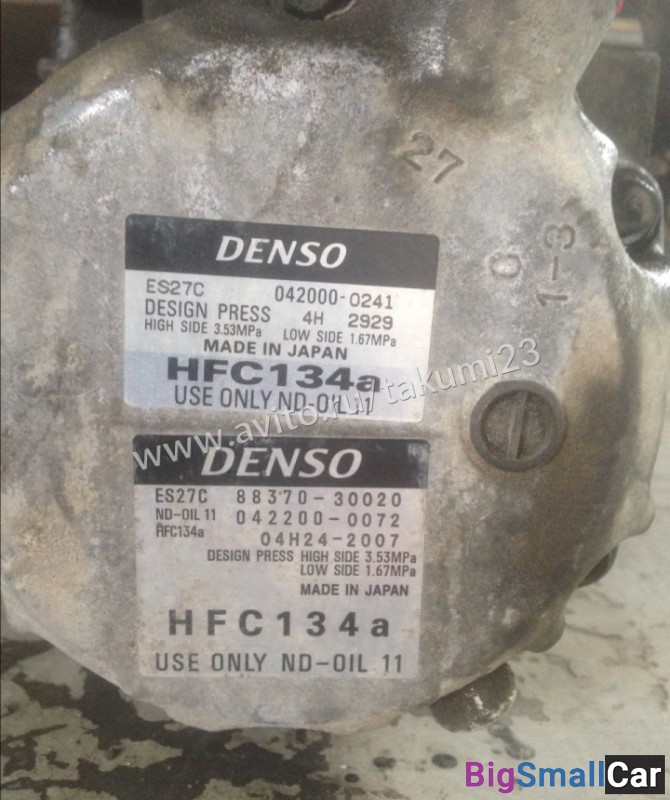 27
0
1-3
DENSO
ES27C 042000-0241
DESIGN PRESS 4H 2929
HIGH SIDE 3.53MPa LOW SIDE 1.67MPa
MADE IN JAPAN
HFC134a
USE ONLY ND-OIL 11
www.avito.ru/takumi23
DENSO
ES27C 88370-30020
ND-OIL 11 042200-0072
HFC134a 04H24-2007
DESIGN PRESS HIGH SIDE 3.53MPa
LOW SIDE 1.67MPa
MADE IN JAPAN
HFC134a
USE ONLY ND-OIL 11
BigSmallCar